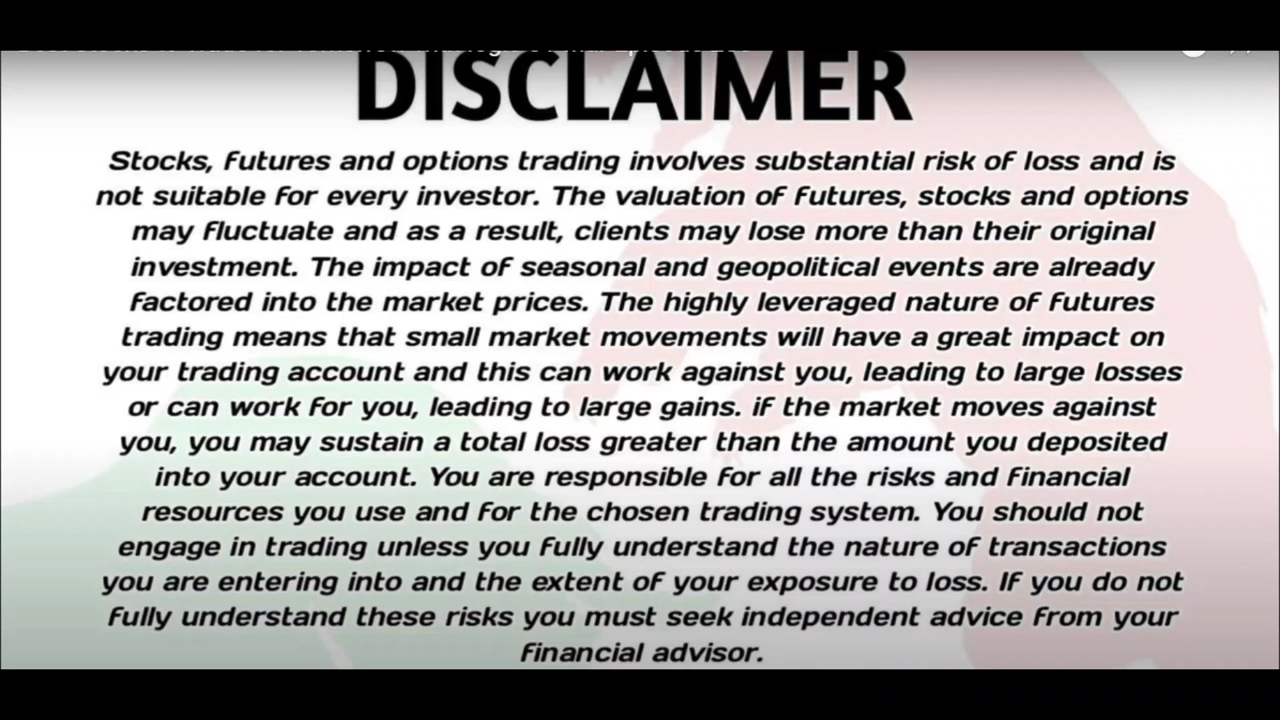 DISCLAIMER
Stocks, futures and options trading involves substantial risk of loss and is
not suitable for every investor. The valuation of futures, stocks and options
may fluctuate and as a result, clients may lose more than their original
investment. The impact of seasonal and geopolitical events are already
factored into the market prices. The highly leveraged nature of futures
trading means that small market movements will have a great impact on
your trading account and this can work against you, leading to large losses
or can work for you, leading to large gains. if the market moves against
you, you may sustain a total loss greater than the amount you deposited
into your account. You are responsible for all the risks and financial
resources you use and for the chosen trading system. You should not
engage in trading unless you fully understand the nature of transactions
you are entering into and the extent of your exposure to loss. If you do not
fully understand these risks you must seek independent advice from your
financial advisor.